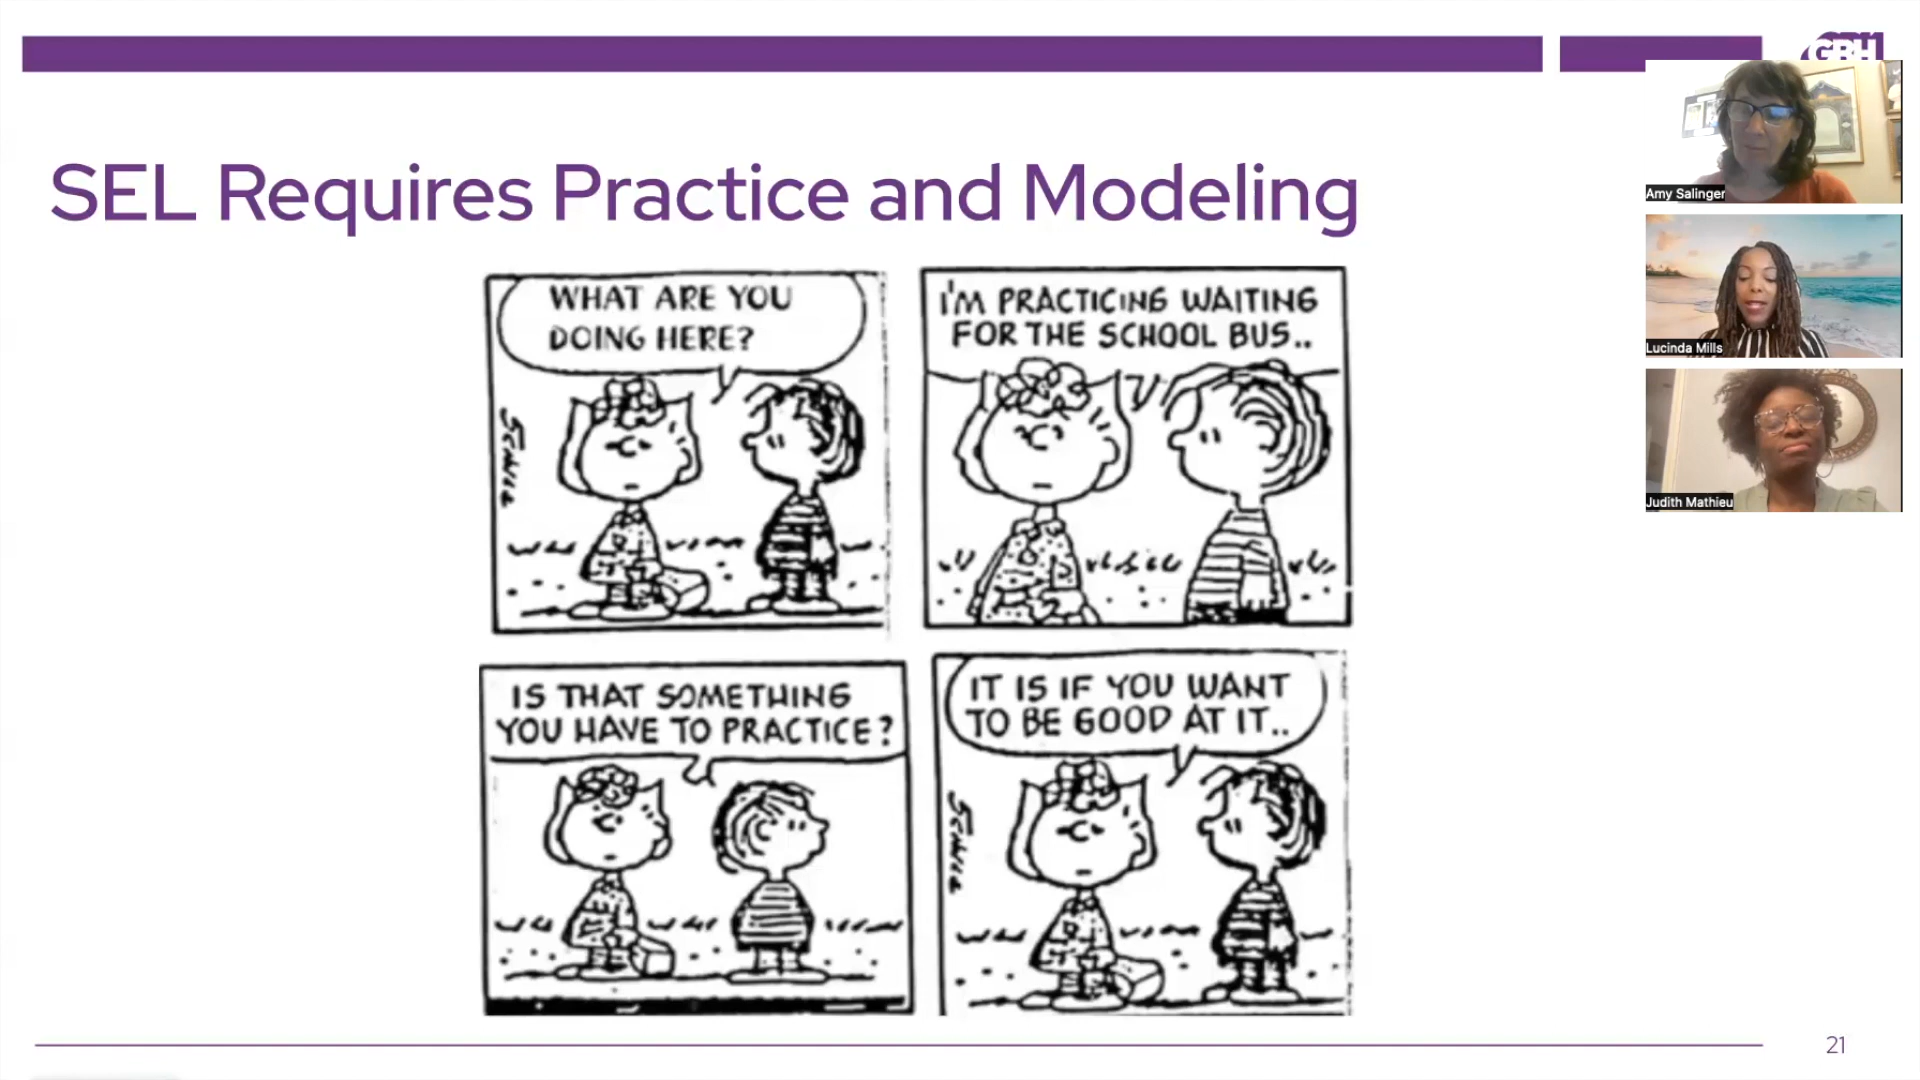 GBH
SEL Requires Practice and Modeling
WHAT ARE YOU
DOING HERE?
I'M PRACTICING WAITING
FOR THE SCHOOL BUS..
IS THAT SOMETHING
YOU HAVE TO PRACTICE?
IT IS IF YOU WANT
TO BE GOOD AT IT..
Amy Salinger
Lucinda Mills
Judith Mathieu
21